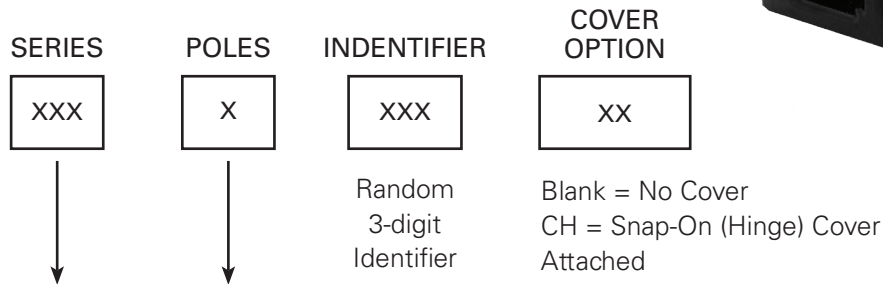 SERIES POLES INDENTIFIER COVER OPTION
XXX X XXX XX
Random 3-digit Identifier
Blank = No Cover
CH = Snap-On (Hinge) Cover
Attached